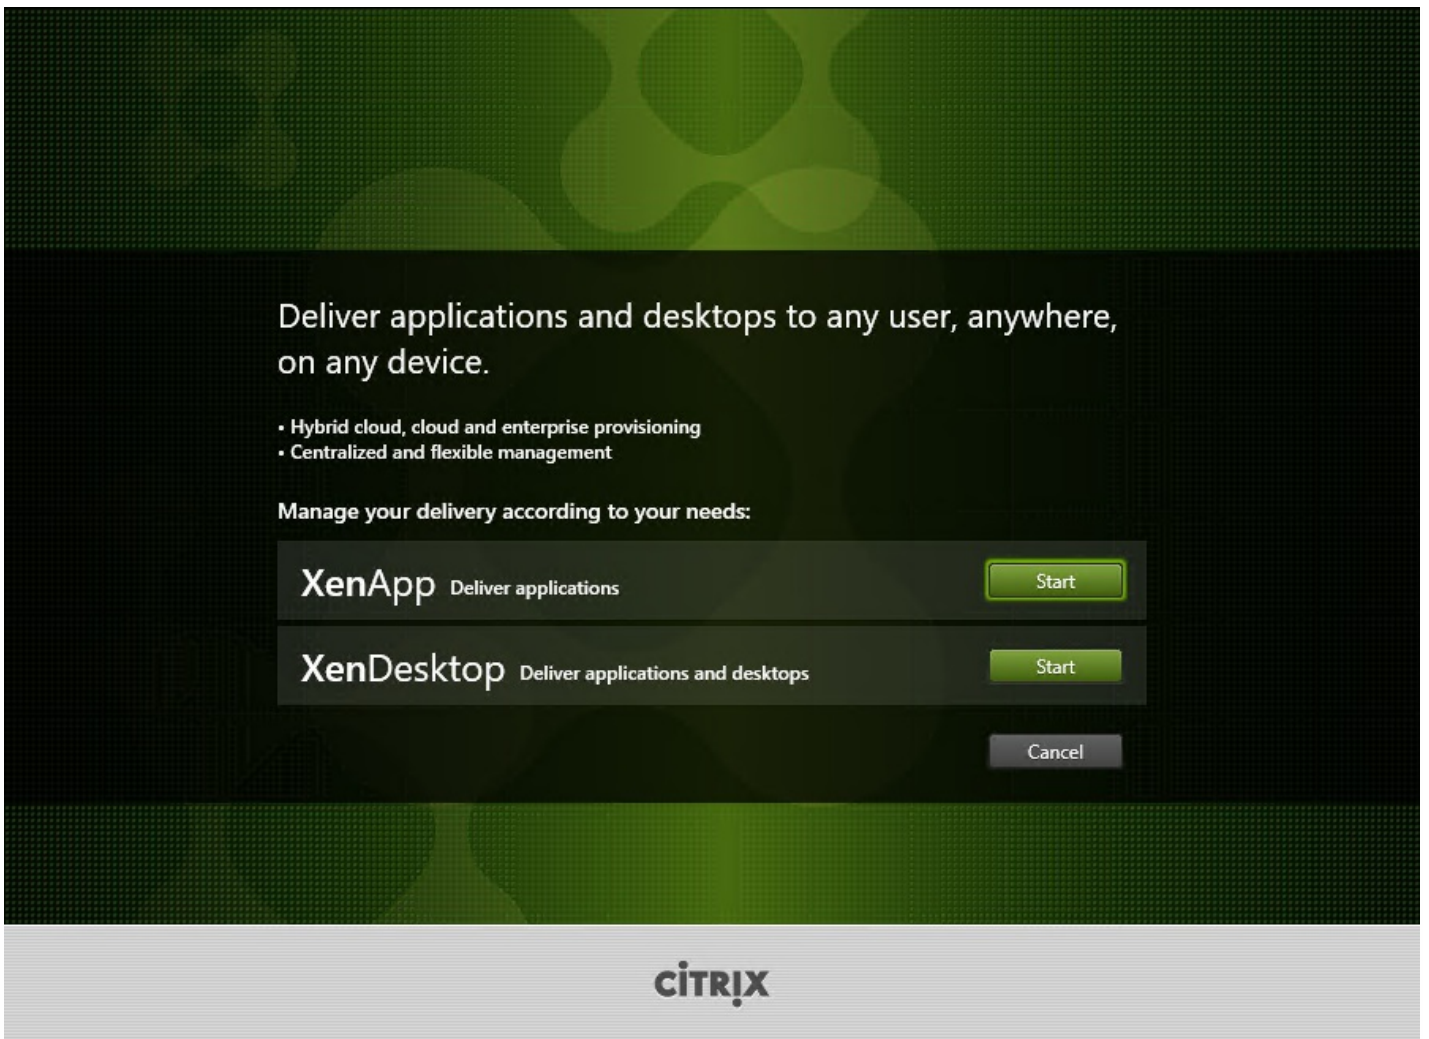 Deliver applications and desktops to any user, anywhere,
on any device.
• Hybrid cloud, cloud and enterprise provisioning
• Centralized and flexible management
Manage your delivery according to your needs:
XenApp Deliver applications Start
XenDesktop Deliver applications and desktops Start
Cancel
CİTRIX